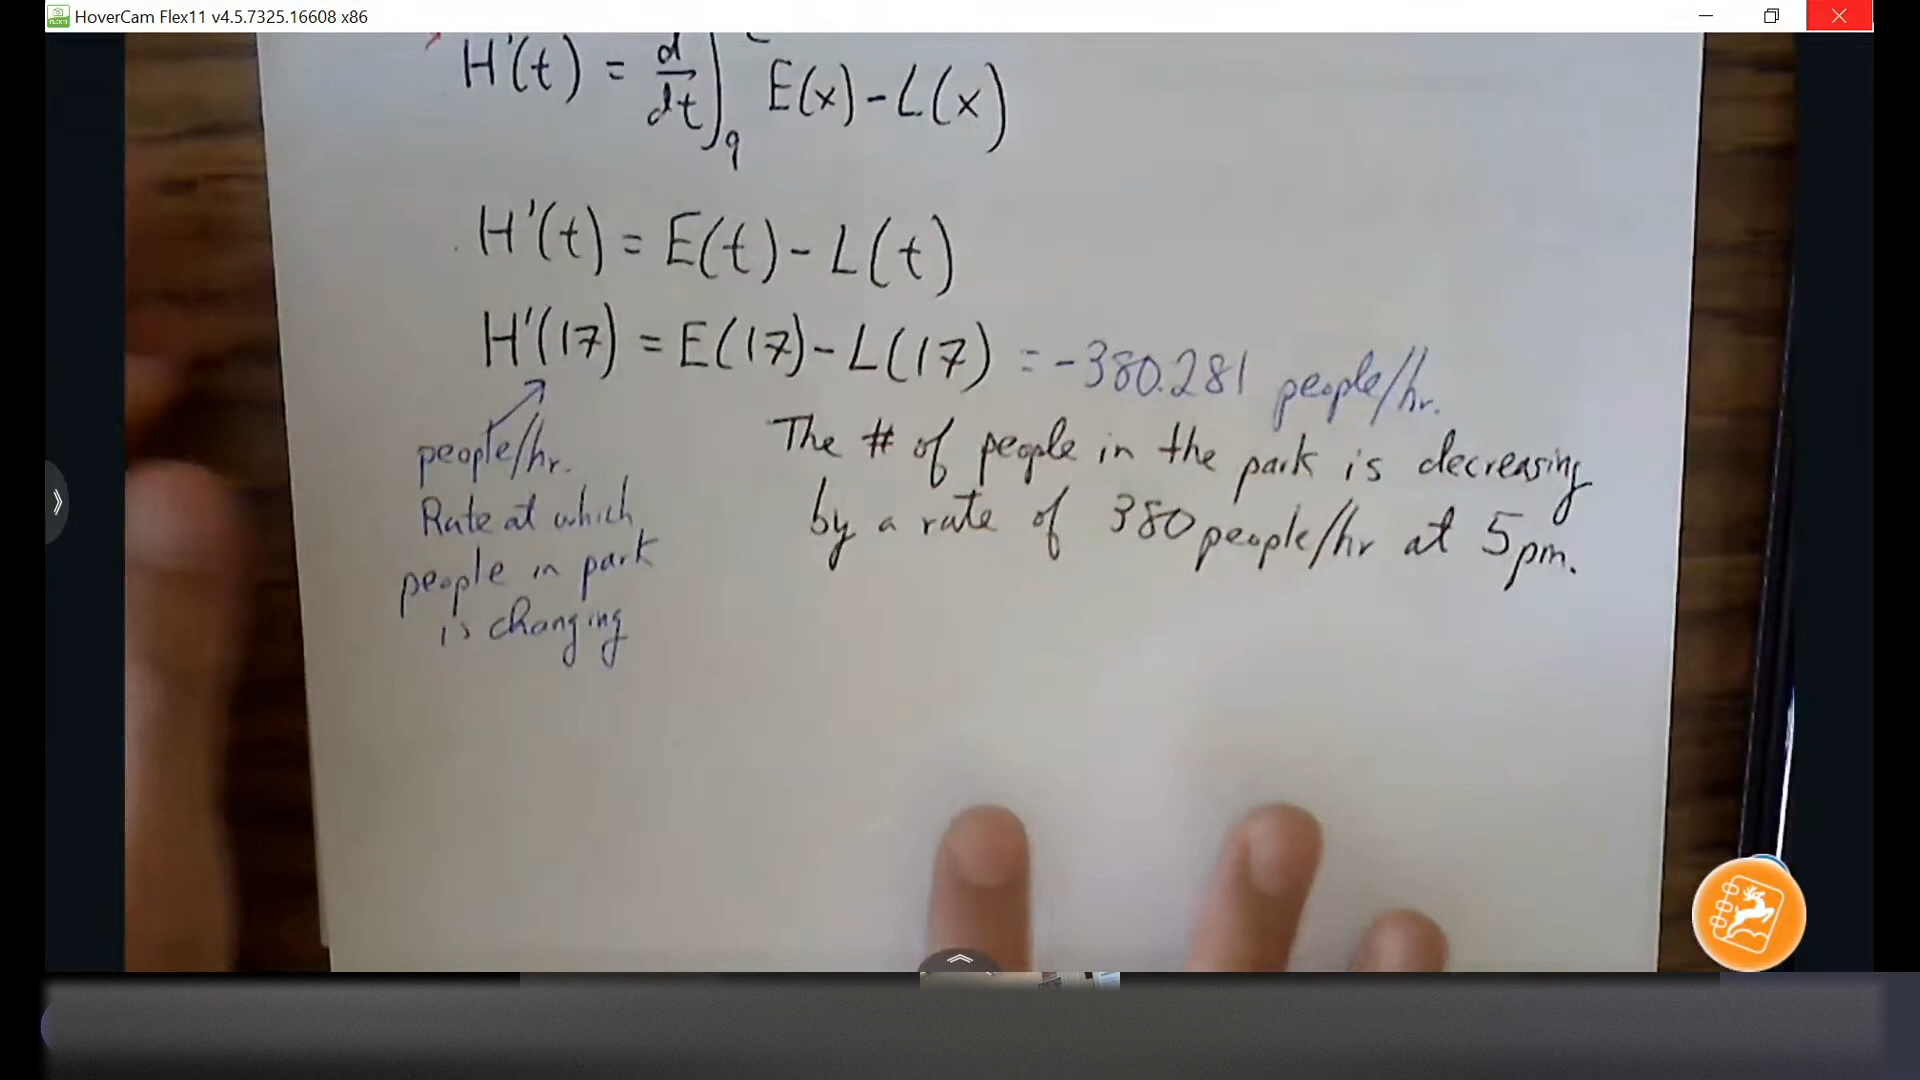 HoverCam Flex11 v4.5.7325.16608 x86
H'(t) = d/dt ∫9 E(x) - L(x)
H'(t) = E(t) - L(t)
H'(17) = E(17) - L(17) = -380.281 people/hr.
people/hr.
Rate at which
people in park
is changing
The # of people in the park is decreasing
by a rate of 380 people/hr at 5pm.